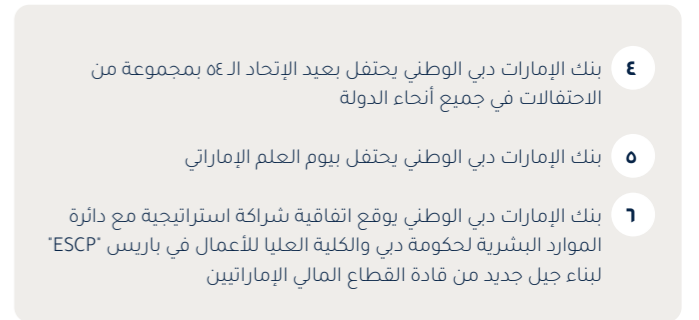 ٤ بنك الإمارات دبي الوطني يحتفل بعيد الإتحاد الـ ٥٤ بمجموعة من
الاحتفالات في جميع أنحاء الدولة
٥ بنك الإمارات دبي الوطني يحتفل بيوم العلم الإماراتي
٦ بنك الإمارات دبي الوطني يوقع اتفاقية شراكة استراتيجية مع دائرة
الموارد البشرية لحكومة دبي والكلية العليا للأعمال في باريس "ESCP"
لبناء جيل جديد من قادة القطاع المالي الإماراتيين